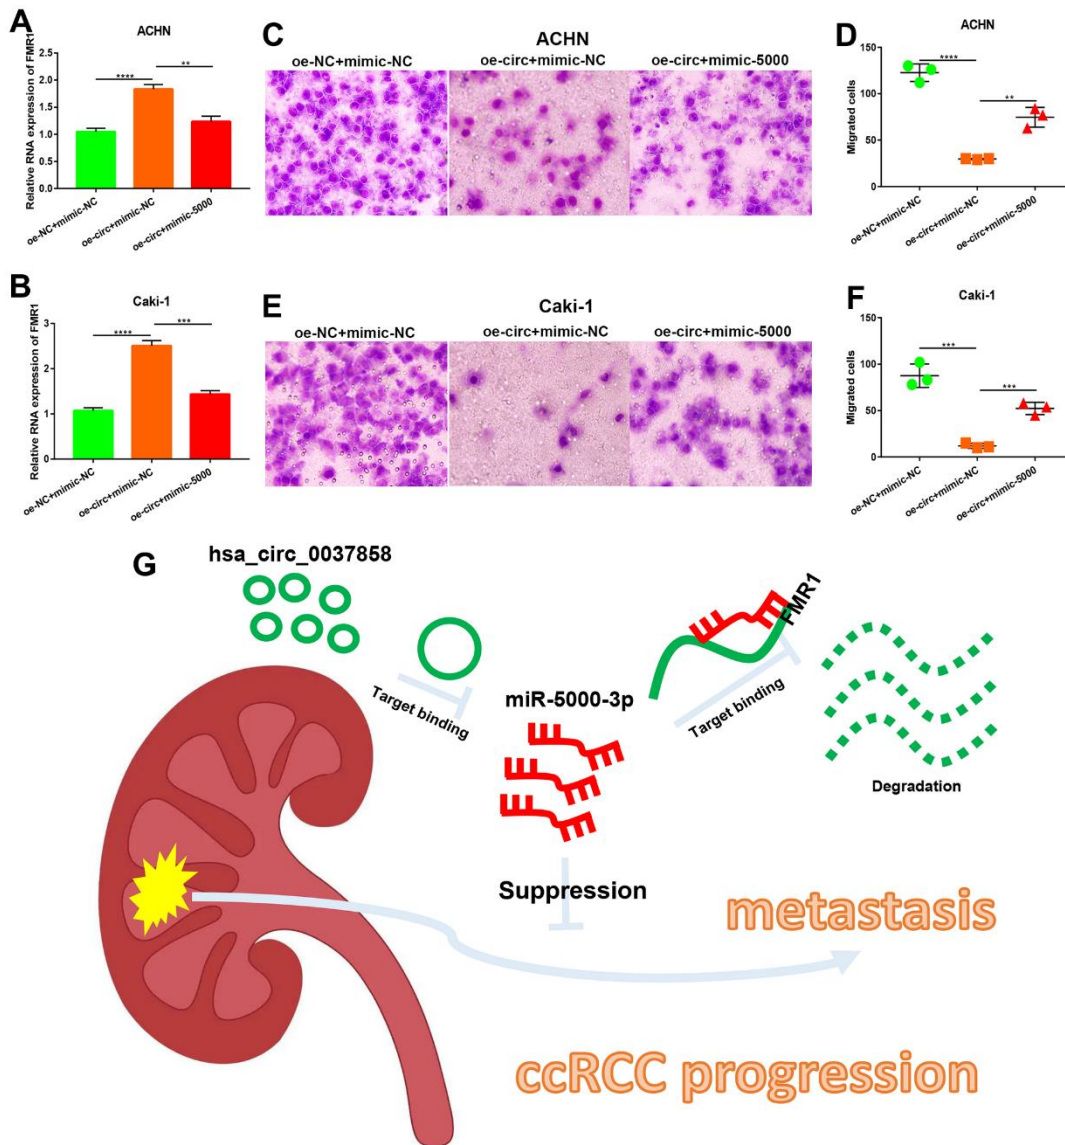 A
ACHN
Relative RNA expression of FMR1
2.5
2.0
1.5
1.0
0.5
0.0
****
**
oe-NC+mimic-NC
oe-circ+mimic-NC
oe-circ+mimic-5000
C
ACHN
oe-NC+mimic-NC
oe-circ+mimic-NC
oe-circ+mimic-5000
D
ACHN
Migrated cells
150
100
50
0
****
**
oe-NC+mimic-NC
oe-circ+mimic-NC
oe-circ+mimic-5000
B
Caki-1
Relative RNA expression of FMR1
3
2
1
0
****
***
oe-NC+mimic-NC
oe-circ+mimic-NC
oe-circ+mimic-5000
E
Caki-1
oe-NC+mimic-NC
oe-circ+mimic-NC
oe-circ+mimic-5000
F
Caki-1
Migrated cells
150
100
50
0
***
***
oe-NC+mimic-NC
oe-circ+mimic-NC
oe-circ+mimic-5000
G
hsa_circ_0037858
Target binding
miR-5000-3p
FMR1
Target binding
Degradation
Suppression
metastasis
ccRCC progression